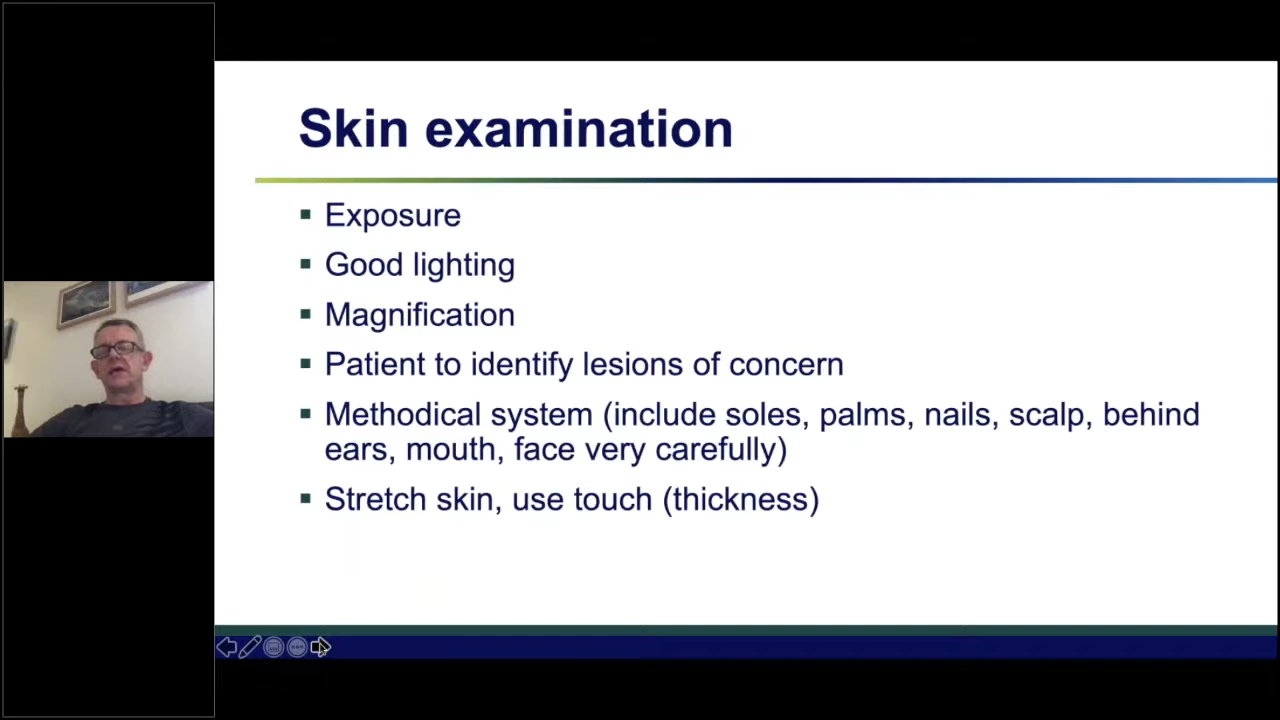 Skin examination
Exposure
Good lighting
Magnification
Patient to identify lesions of concern
Methodical system (include soles, palms, nails, scalp, behind
ears, mouth, face very carefully)
Stretch skin, use touch (thickness)